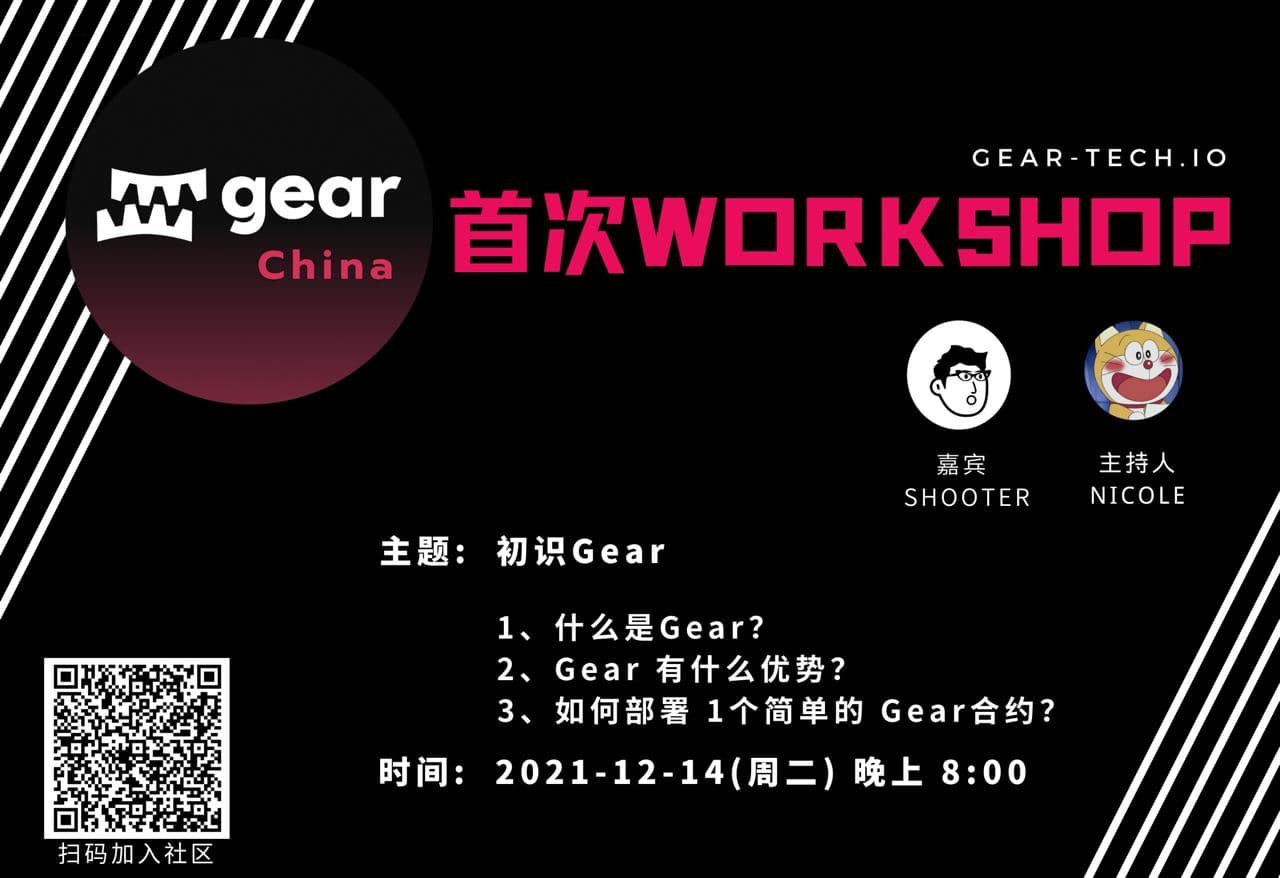 gear
China
GEAR-TECH.IO
首次WORKSHOP
嘉宾
SHOOTER
主持人
NICOLE
主题: 初识Gear
1、什么是Gear?
2、Gear 有什么优势?
3、如何部署 1个简单的 Gear合约?
时间: 2021-12-14(周二) 晚上 8:00
扫码加入社区